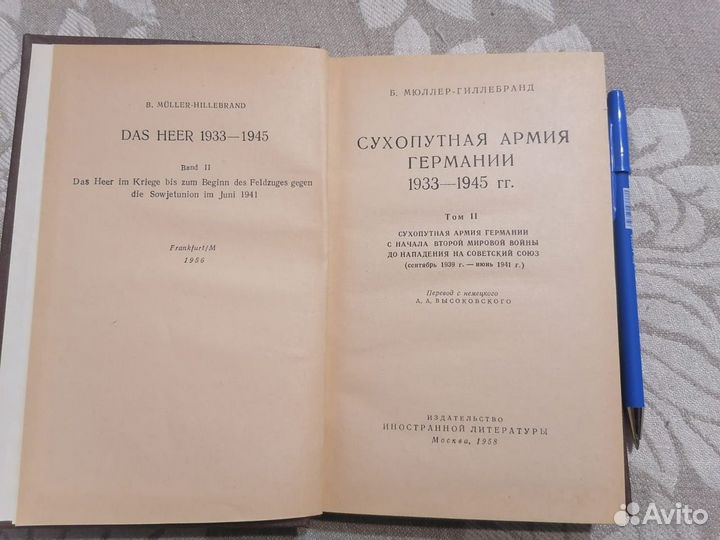 B. MÜLLER-HILLEBRAND
DAS HEER 1933—1945
Band II
Das Heer im Kriege bis zum Beginn des Feldzuges gegen
die Sowjetunion im Juni 1941
Frankfurt/M
1956
Б. МЮЛЛЕР-ГИЛЛЕБРАНД
СУХОПУТНАЯ АРМИЯ
ГЕРМАНИИ
1933—1945 гг.
Том II
СУХОПУТНАЯ АРМИЯ ГЕРМАНИИ
С НАЧАЛА ВТОРОЙ МИРОВОЙ ВОЙНЫ
ДО НАПАДЕНИЯ НА СОВЕТСКИЙ СОЮЗ
(сентябрь 1939 г. — июнь 1941 г.)
Перевод с немецкого
А. А. ВЫСОКОВСКОГО
ИЗДАТЕЛЬСТВО
ИНОСТРАННОЙ ЛИТЕРАТУРЫ
Москва, 1958
Avito